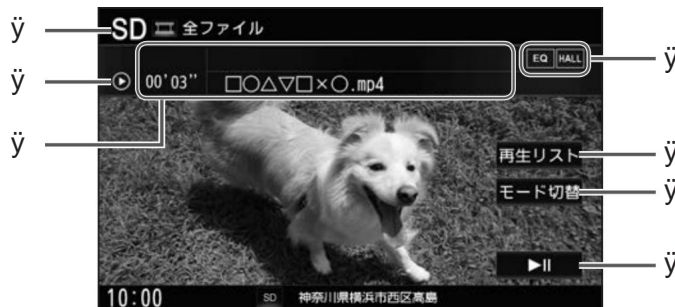 ÿ SD 全ファイル
EQ HALL ÿ
ÿ 00'03” □○△▽□×○.mp4
ÿ
再生リスト ÿ
モード切替 ÿ
►II ÿ
10:00 SD 神奈川県横浜市西区高島